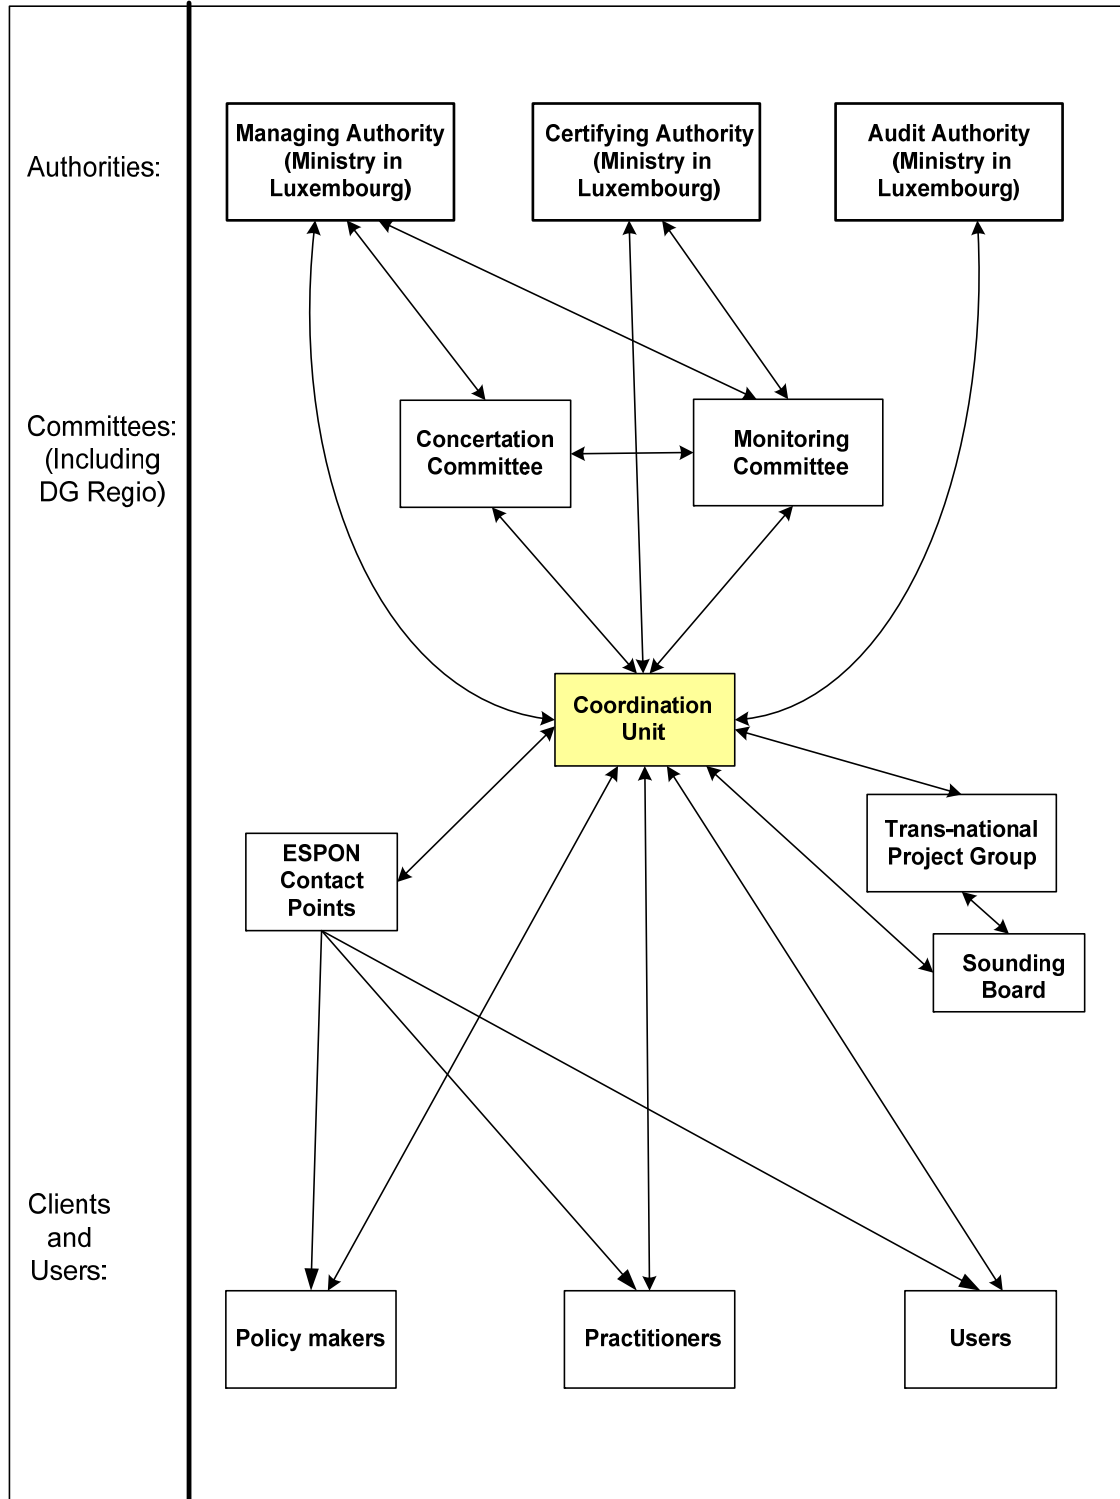 Authorities:
Managing Authority
(Ministry in
Luxembourg)
Certifying Authority
(Ministry in
Luxembourg)
Audit Authority
(Ministry in
Luxembourg)
Committees:
(Including
DG Regio)
Concertation
Committee
Monitoring
Committee
Coordination
Unit
Trans-national
Project Group
ESPON
Contact
Points
Sounding
Board
Clients
and
Users:
Policy makers
Practitioners
Users